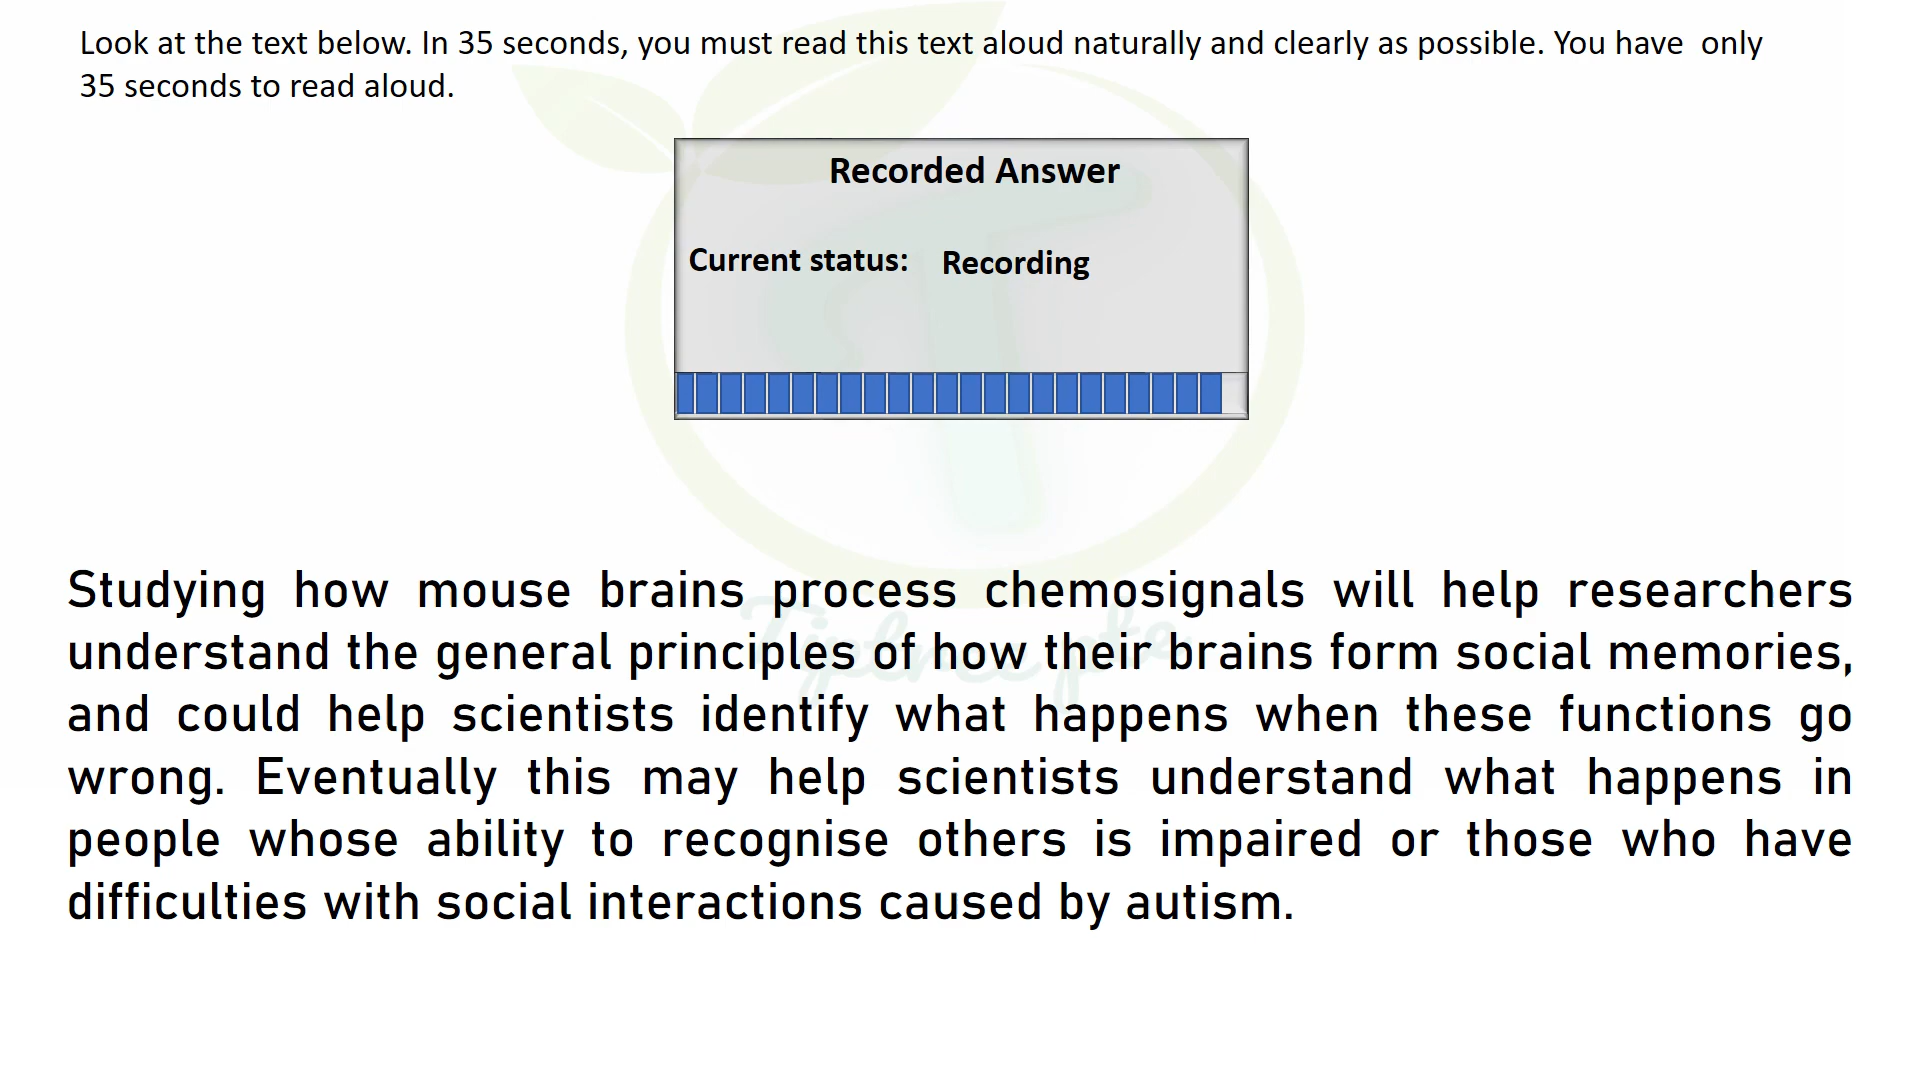 Look at the text below. In 35 seconds, you must read this text aloud naturally and clearly as possible. You have only
35 seconds to read aloud.
Recorded Answer
Current status: Recording
Studying how mouse brains process chemosignals will help researchers
understand the general principles of how their brains form social memories,
and could help scientists identify what happens when these functions go
wrong. Eventually this may help scientists understand what happens in
people whose ability to recognise others is impaired or those who have
difficulties with social interactions caused by autism.